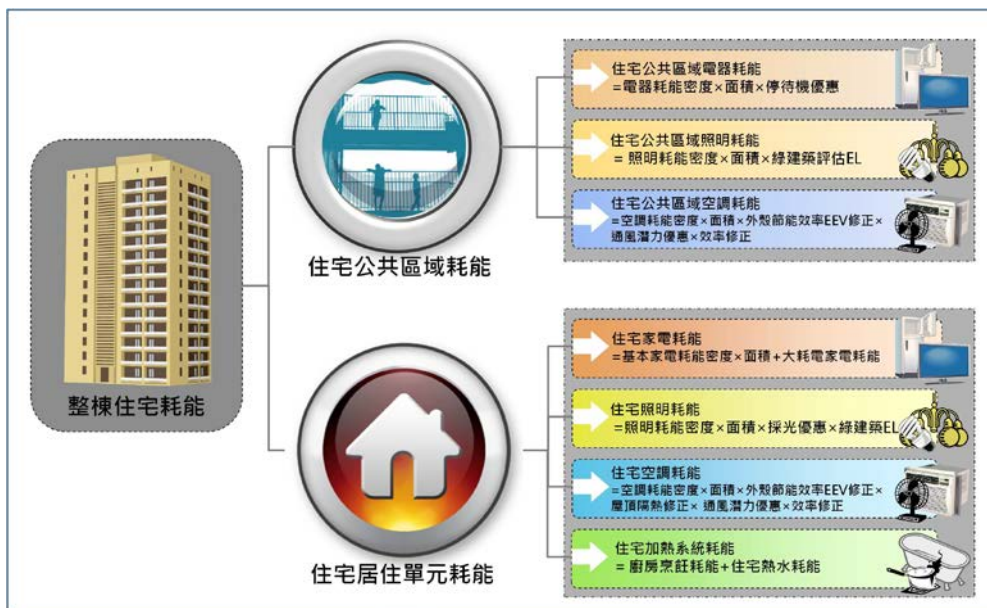 整棟住宅耗能
住宅公共區域耗能
住宅公共區域電器耗能
=電器耗能密度×面積×停待機優惠
住宅公共區域照明耗能
= 照明耗能密度×面積×綠建築評估EL
住宅公共區域空調耗能
=空調耗能密度×面積×外殼節能效率EEV修正×
通風潛力優惠×效率修正
住宅居住單元耗能
住宅家電耗能
=基本家電耗能密度×面積+大耗電家電耗能
住宅照明耗能
=照明耗能密度×面積×採光優惠×綠建築EL
住宅空調耗能
=空調耗能密度×面積×外殼節能效率EEV修正×
屋頂隔熱修正× 通風潛力優惠×效率修正
住宅加熱系統耗能
= 廚房烹飪耗能+住宅熱水耗能